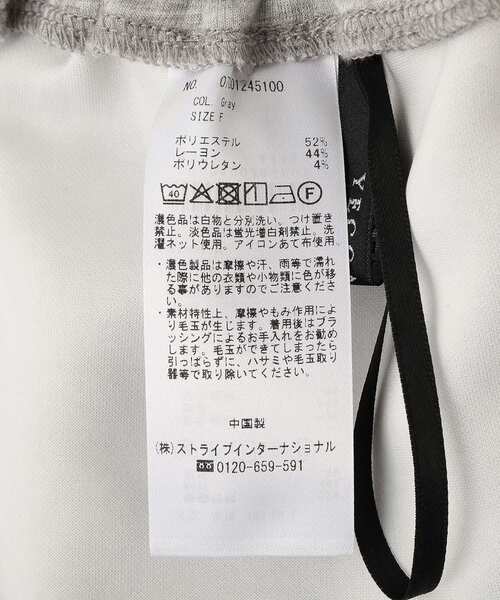 NO. 0701245100
COL. Gray
SIZE F
ポリエステル 52%
レーヨン 44%
ポリウレタン 4%
40 F
濃色品は白物と分別洗い。つけ置き
禁止。淡色品は蛍光増白剤禁止。洗
濯ネット使用。アイコンあて布使用。
・濃色製品は摩擦や汗、雨等で濡れ
た際に他の衣類や小物類に色が移
る事がありますのでご注意くださ
い。
・素材特性上、摩擦やもみ作用によ
り毛玉が生じます。着用後はブラ
ッシングによるお手入れをお勧め
します。毛玉ができてしまったら
引っぱらずに、ハサミや毛玉取り
器等で取り除いてください。
中国製
(株)ストライプインターナショナル
0120-659-591